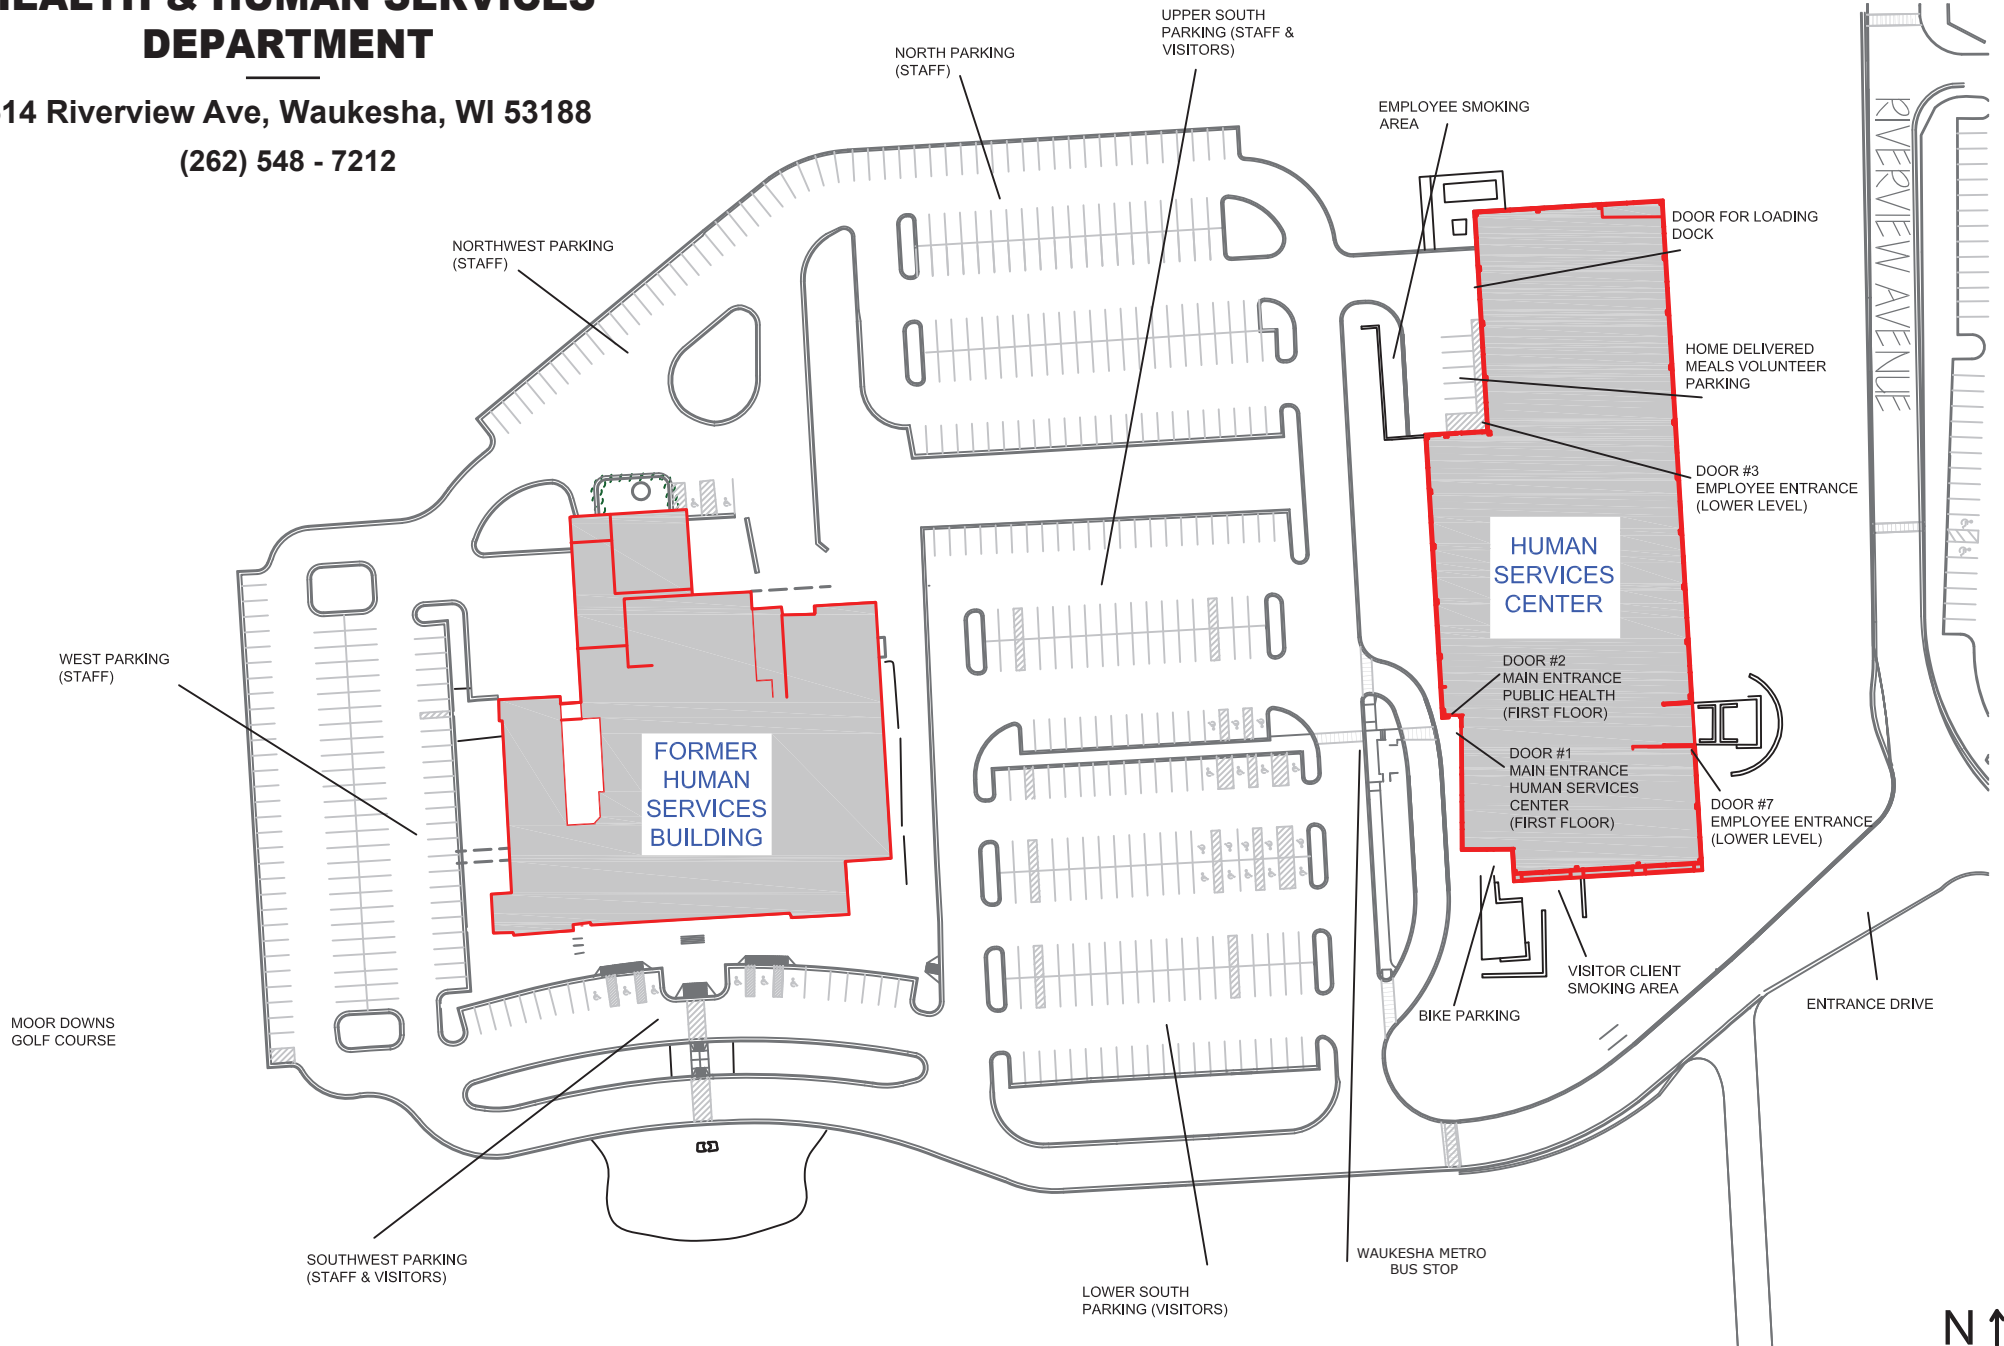 HEALTH & HUMAN SERVICES
DEPARTMENT
14 Riverview Ave, Waukesha, WI 53188
(262) 548 - 7212
UPPER SOUTH
PARKING (STAFF &
VISITORS)
NORTH PARKING
(STAFF)
EMPLOYEE SMOKING
AREA
RIVERVIEW AVENUE
DOOR FOR LOADING
DOCK
NORTHWEST PARKING
(STAFF)
HOME DELIVERED
MEALS VOLUNTEER
PARKING
DOOR #3
EMPLOYEE ENTRANCE
(LOWER LEVEL)
HUMAN
SERVICES
CENTER
WEST PARKING
(STAFF)
DOOR #2
MAIN ENTRANCE
PUBLIC HEALTH
(FIRST FLOOR)
FORMER
HUMAN
SERVICES
BUILDING
DOOR #1
MAIN ENTRANCE
HUMAN SERVICES
CENTER
(FIRST FLOOR)
DOOR #7
EMPLOYEE ENTRANCE
(LOWER LEVEL)
VISITOR CLIENT
SMOKING AREA
BIKE PARKING
ENTRANCE DRIVE
MOOR DOWNS
GOLF COURSE
SOUTHWEST PARKING
(STAFF & VISITORS)
WAUKESHA METRO
BUS STOP
LOWER SOUTH
PARKING (VISITORS)
N